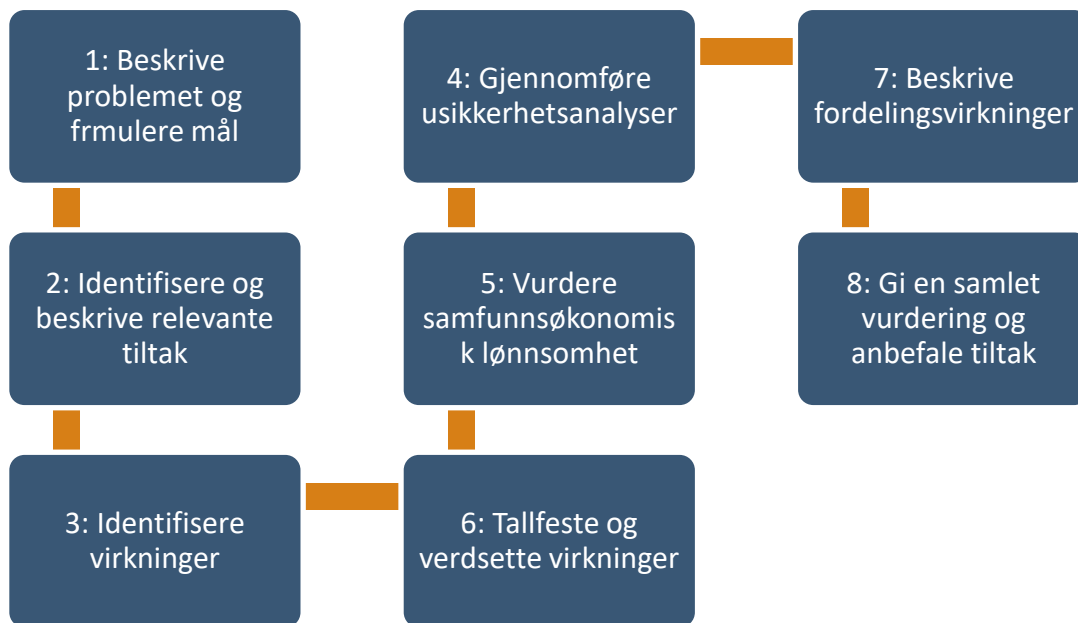 1: Beskrive
problemet og
frmulere mål
2: Identifisere og
beskrive relevante
tiltak
3: Identifisere
virkninger
4: Gjennomføre
usikkerhetsanalyser
5: Vurdere
samfunnsøkonomis
k lønnsomhet
6: Tallfeste og
verdsette virkninger
7: Beskrive
fordelingsvirkninger
8: Gi en samlet
vurdering og
anbefale tiltak